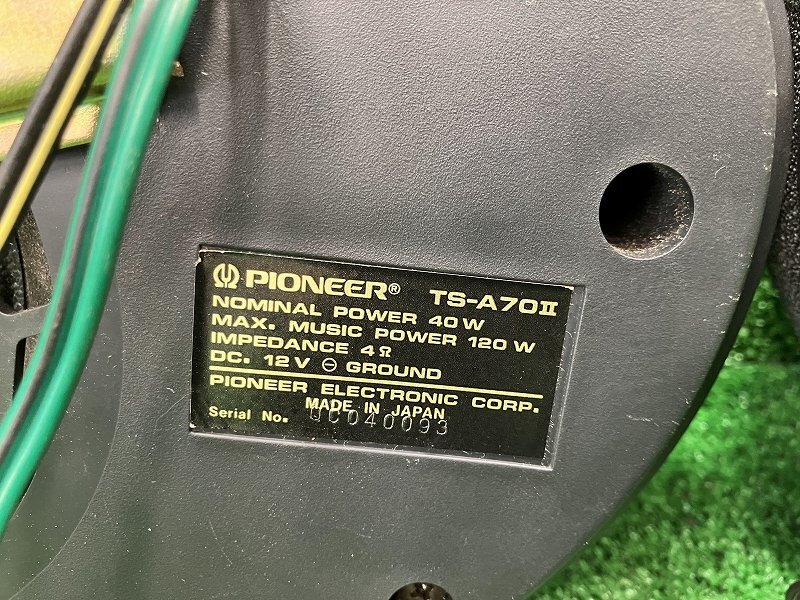 PIONEER® TS-A70II
NOMINAL POWER 40 W
MAX. MUSIC POWER 120 W
IMPEDANCE 4 Ω
DC. 12 V ⊖ GROUND
PIONEER ELECTRONIC CORP.
MADE IN JAPAN
Serial No.